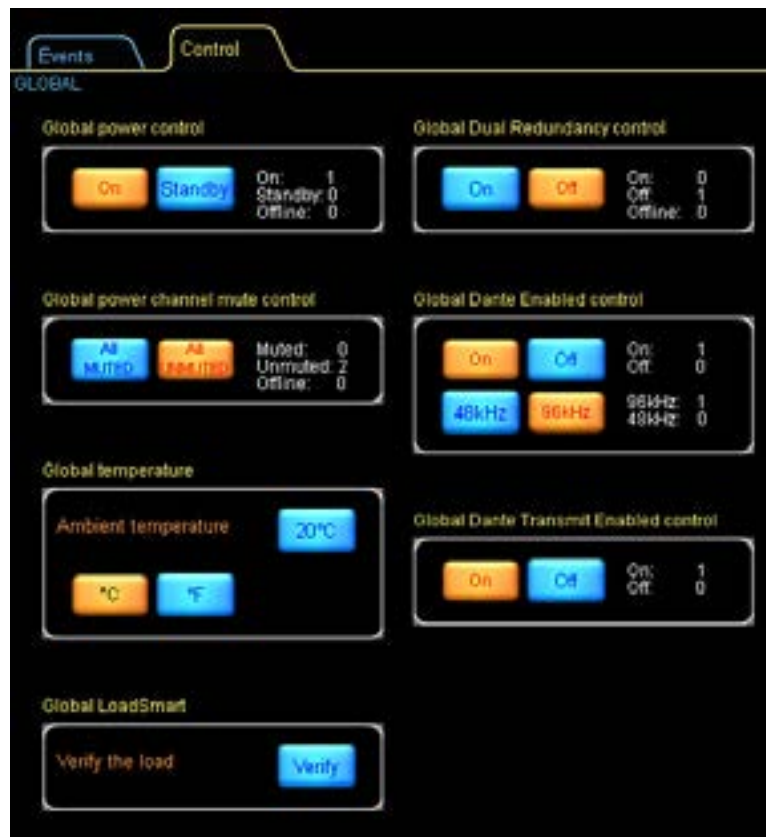 Events
Control
GLOBAL
Global power control
On
Standby
On: 1
Standby: 0
Offline: 0
Global Dual Redundancy control
On
Off
On: 0
Off: 1
Offline: 0
Global power channel mute control
All
MUTED
All
UNMUTED
Muted: 0
Unmuted: 2
Offline: 0
Global Dante Enabled control
On
Off
On: 1
Off: 0
48kHz
96kHz
96kHz: 1
48kHz: 0
Global temperature
Ambient temperature
20°C
°C
°F
Global Dante Transmit Enabled control
On
Off
On: 1
Off: 0
Global LoadSmart
Verify the load
Verify